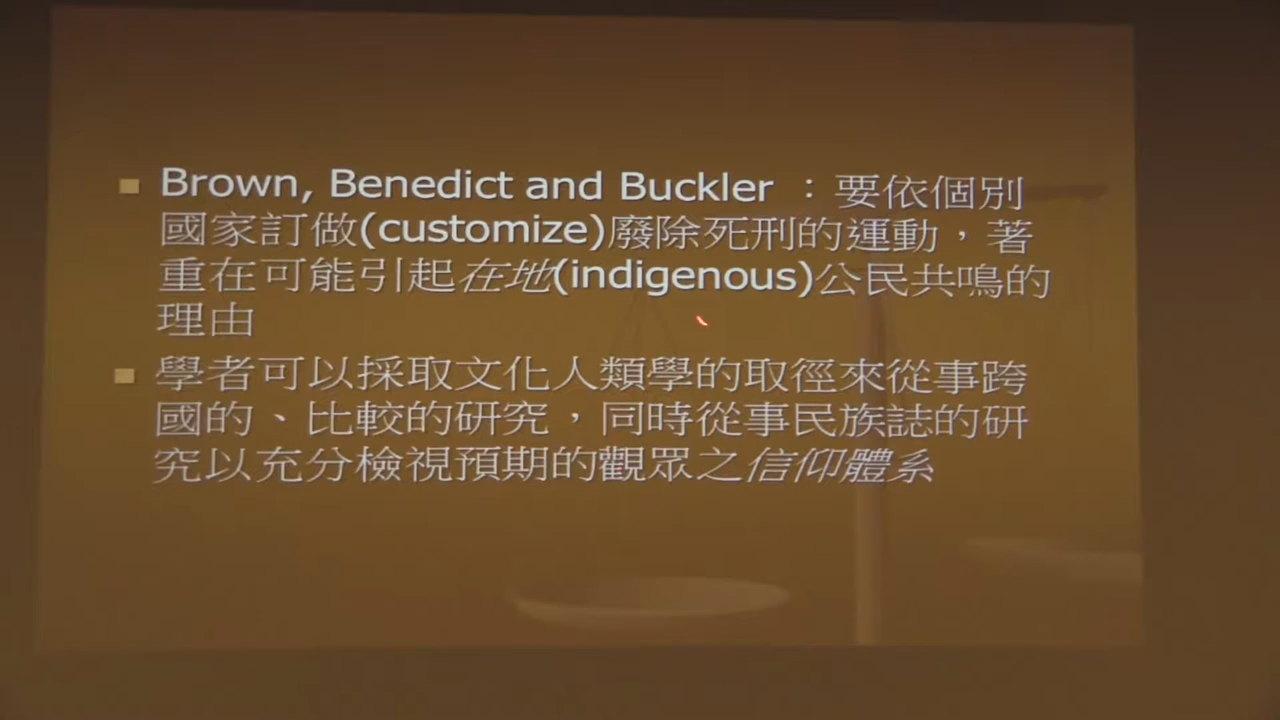 Brown, Benedict and Buckler ：要依個別
國家訂做(customize)廢除死刑的運動，著
重在可能引起在地(indigenous)公民共鳴的
理由
學者可以採取文化人類學的取徑來從事跨
國的、比較的研究，同時從事民族誌的研
究以充分檢視預期的觀眾之信仰體系